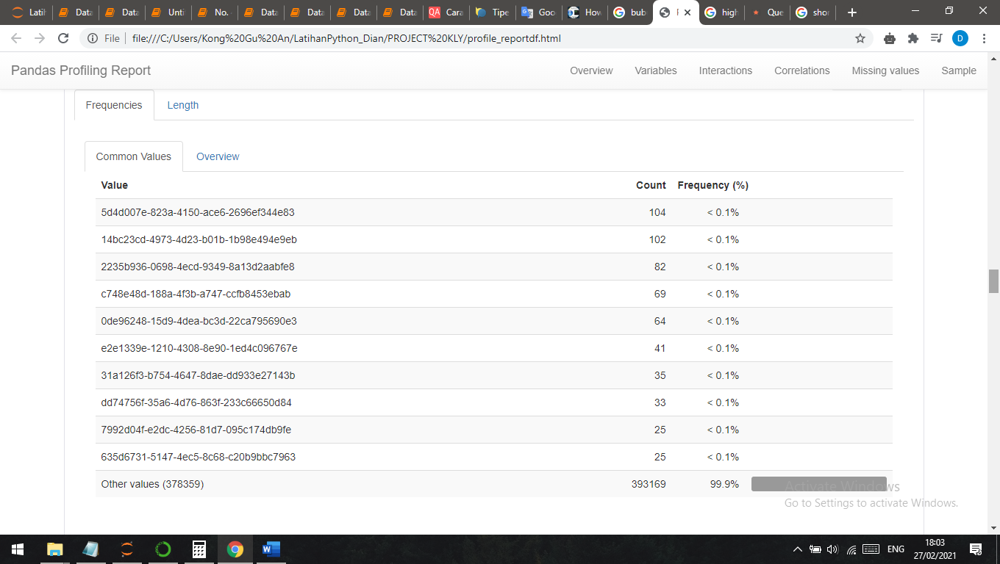 Latil Data Data Unti No. Data Data Data Data QA Cara Tipe Goo How bub high Que shor
File file:///C:/Users/Kong%20Gu%20An/LatihanPython_Dian/PROJECT%20KLY/profile_reportdf.html D
Pandas Profiling Report Overview Variables Interactions Correlations Missing values Sample
Frequencies Length
Common Values Overview
Value Count Frequency (%)
5d4d007e-823a-4150-ace6-2696ef344e83 104 < 0.1%
14bc23cd-4973-4d23-b01b-1b98e494e9eb 102 < 0.1%
2235b936-0698-4ecd-9349-8a13d2aabfe8 82 < 0.1%
c748e48d-188a-4f3b-a747-ccfb8453ebab 69 < 0.1%
0de96248-15d9-4dea-bc3d-22ca795690e3 64 < 0.1%
e2e1339e-1210-4308-8e90-1ed4c096767e 41 < 0.1%
31a126f3-b754-4647-8dae-dd933e27143b 35 < 0.1%
dd74756f-35a6-4d76-863f-233c66650d84 33 < 0.1%
7992d04f-e2dc-4256-81d7-095c174db9fe 25 < 0.1%
635d6731-5147-4ec5-8c68-c20b9bbc7963 25 < 0.1%
Other values (378359) 393169 99.9%
Activate Windows
Go to Settings to activate Windows.
ENG 18:03
27/02/2021